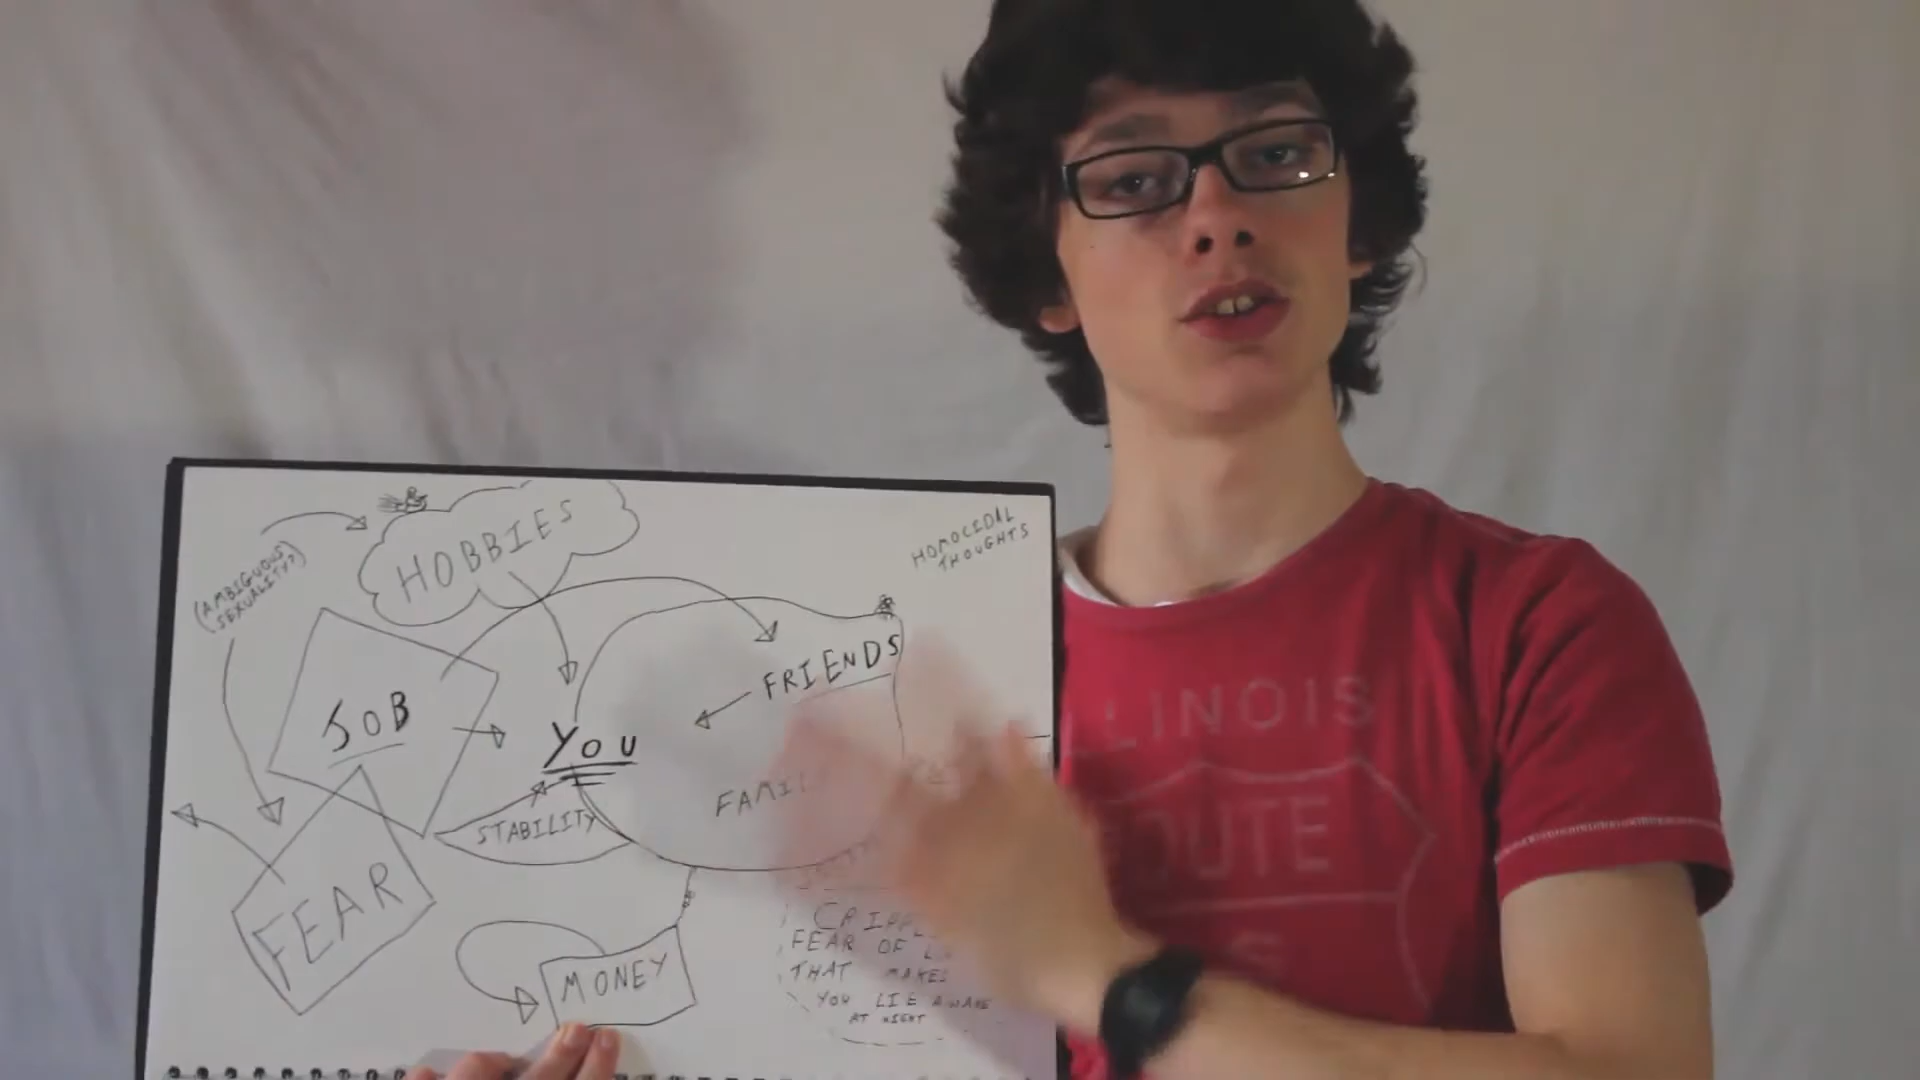 HOBBIES
HOMOCIDAL
THOUGHTS
(AMBIGUOUS
SEXUALITY?)
FRIENDS
JOB
YOU
STABILITY
FEAR
MONEY
FEAR OF
THAT MAKES
YOU LIE AWAKE
AT NIGHT
ILLINOIS